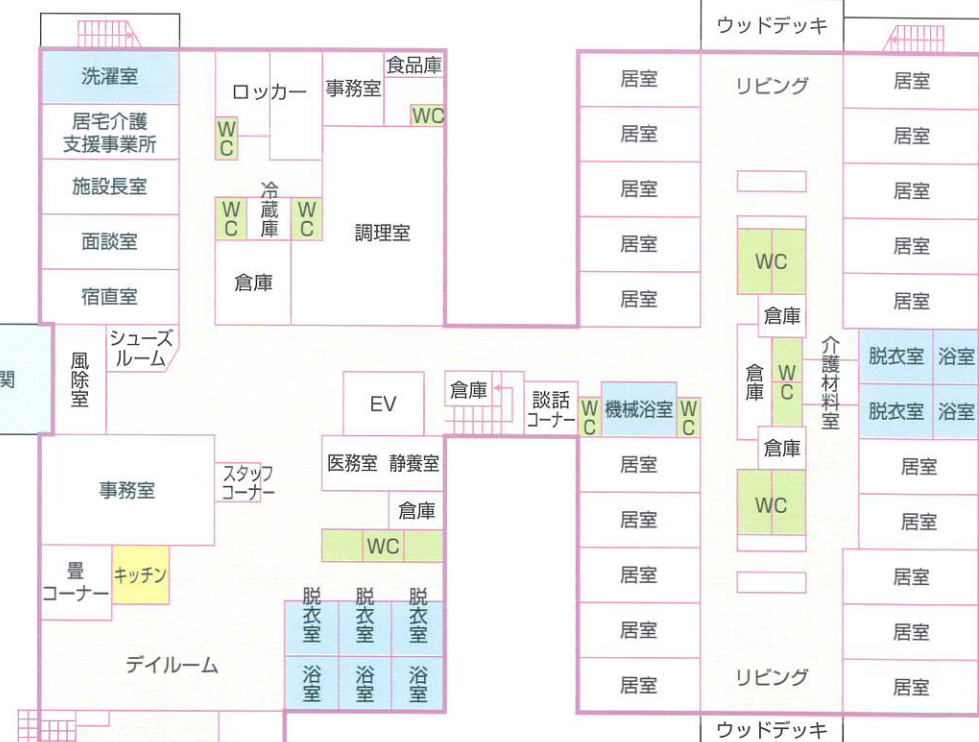 ウッドデッキ
洗濯室
居宅介護
支援事業所
施設長室
面談室
宿直室
シューズ
ルーム
風除室
関
ロッカー
事務室
食品庫
WC
WC
冷蔵庫
WC
WC
倉庫
調理室
EV
倉庫
談話
コーナー
WC
機械浴室
WC
医務室 静養室
倉庫
WC
事務室
スタッフ
コーナー
畳
コーナー
キッチン
デイルーム
脱衣室
脱衣室
脱衣室
浴室
浴室
浴室
居室
居室
居室
居室
居室
リビング
WC
倉庫
倉庫
WC
介護材料室
倉庫
WC
リビング
居室
居室
居室
居室
居室
脱衣室
浴室
脱衣室
浴室
居室
居室
居室
居室
居室
居室
居室
居室
居室
居室
ウッドデッキ